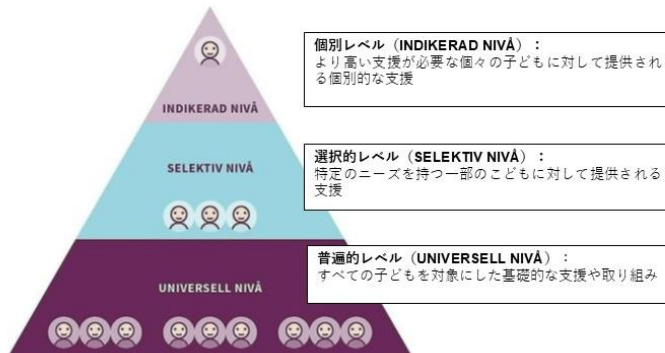 INDIKERAD NIVÅ
個別レベル（INDIKERAD NIVÅ）：
より高い支援が必要な個々の子どもに対して提供され
る個別的な支援
SELEKTIV NIVÅ
選択的レベル（SELEKTIV NIVÅ）：
特定のニーズを持つ一部のこどもに対して提供される
支援
UNIVERSELL NIVÅ
普遍的レベル（UNIVERSELL NIVÅ）：
すべての子どもを対象にした基礎的な支援や取り組み